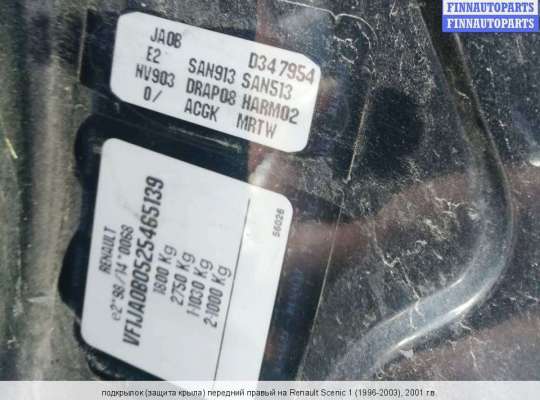 FINNAUTOPARTS
FINNAUTOPARTS
JA0B D347954
E2 SAN913 SAN513
HV903 DRAP08 HARM02
0/ ACGK MRTW
RENAULT
e2*98/14*0068
VF1JA0B0525465139
1800 Kg
2750 Kg
1-1030 Kg
2-1000 Kg
56026
подкрылок (защита крыла) передний правый на Renault Scenic 1 (1996-2003), 2001 г.в.